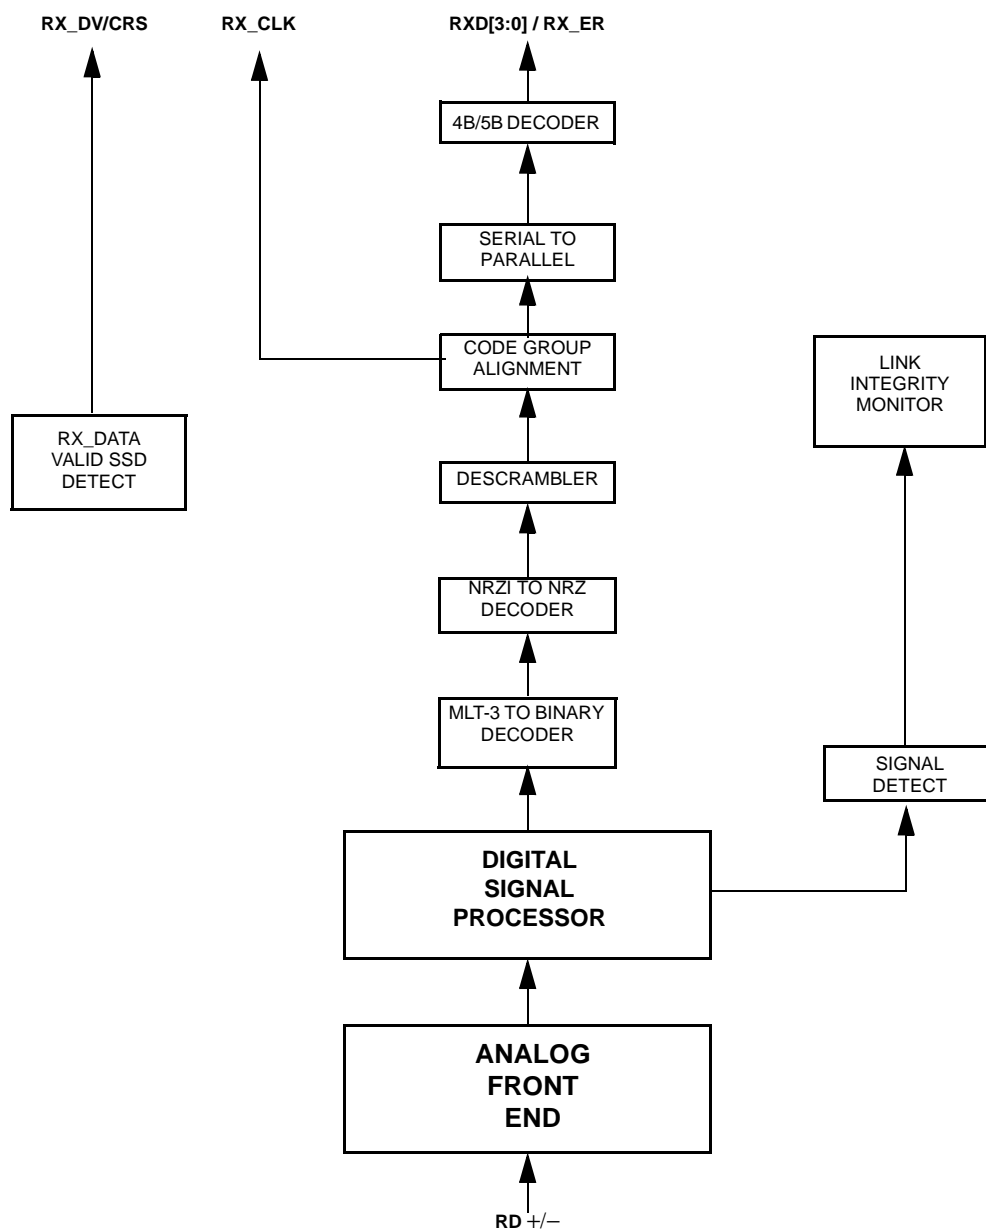 RX_DV/CRS
RX_CLK
RXD[3:0] / RX_ER
4B/5B DECODER
SERIAL TO
PARALLEL
CODE GROUP
ALIGNMENT
LINK
INTEGRITY
MONITOR
RX_DATA
VALID SSD
DETECT
DESCRAMBLER
NRZI TO NRZ
DECODER
MLT-3 TO BINARY
DECODER
SIGNAL
DETECT
DIGITAL
SIGNAL
PROCESSOR
ANALOG
FRONT
END
RD +/−